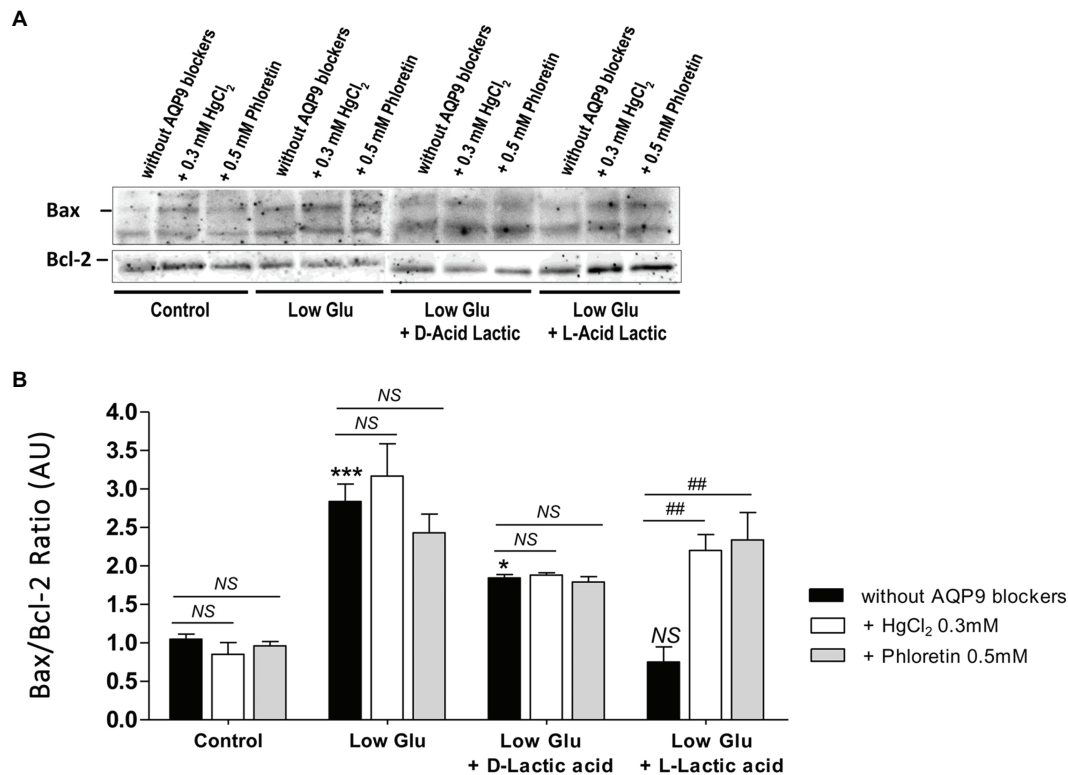 A
without AQP9 blockers
+ 0.3 mM HgCl2
+ 0.5 mM Phloretin
without AQP9 blockers
+ 0.3 mM HgCl2
+ 0.5 mM Phloretin
without AQP9 blockers
+ 0.3 mM HgCl2
+ 0.5 mM Phloretin
without AQP9 blockers
+ 0.3 mM HgCl2
+ 0.5 mM Phloretin
Bax
Bcl-2
Control
Low Glu
Low Glu
+ D-Acid Lactic
Low Glu
+ L-Acid Lactic
B
Bax/Bcl-2 Ratio (AU)
4.0
3.5
3.0
2.5
2.0
1.5
1.0
0.5
0.0
NS
NS
NS
NS
***
NS
NS
*
##
##
NS
Control
Low Glu
Low Glu
+ D-Lactic acid
Low Glu
+ L-Lactic acid
without AQP9 blockers
+ HgCl2 0.3mM
+ Phloretin 0.5mM